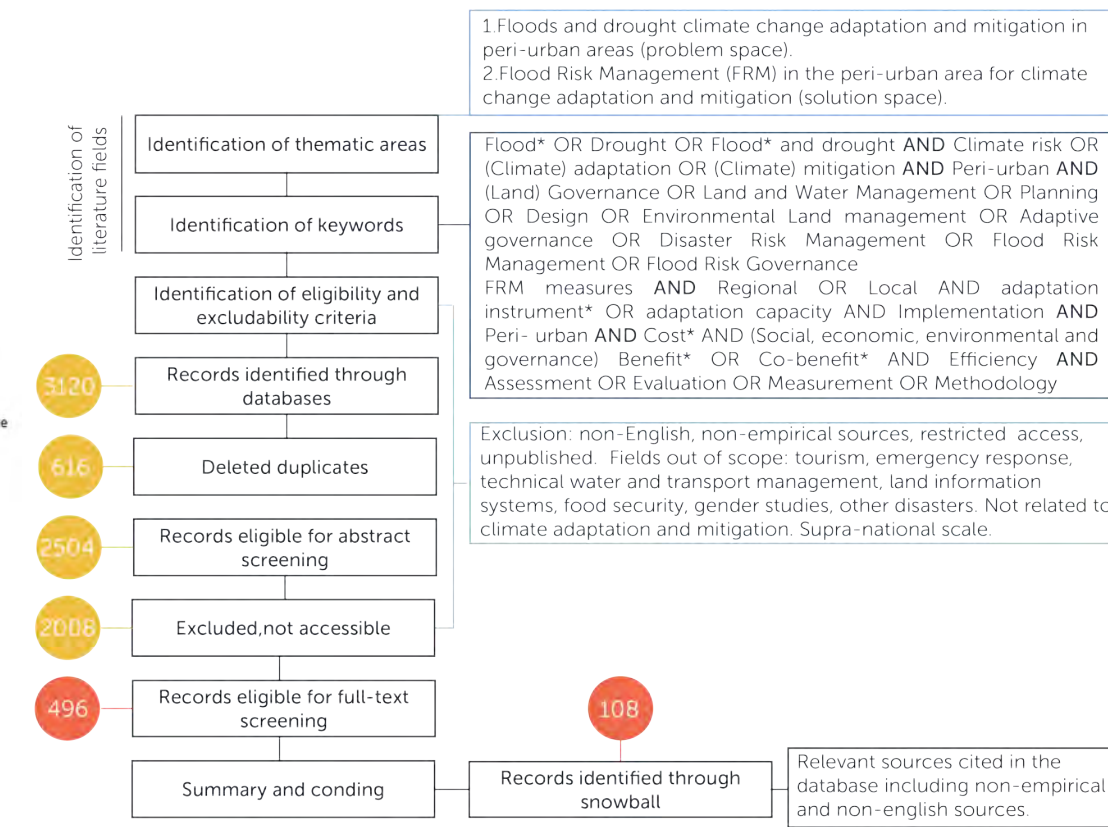 1.Floods and drought climate change adaptation and mitigation in
peri-urban areas (problem space).
2.Flood Risk Management (FRM) in the peri-urban area for climate
change adaptation and mitigation (solution space).
Identification of
literature fields
Identification of thematic areas
Flood* OR Drought OR Flood* and drought AND Climate risk OR
(Climate) adaptation OR (Climate) mitigation AND Peri-urban AND
(Land) Governance OR Land and Water Management OR Planning
OR Design OR Environmental Land management OR Adaptive
governance OR Disaster Risk Management OR Flood Risk
Management OR Flood Risk Governance
FRM measures AND Regional OR Local AND adaptation
instrument* OR adaptation capacity AND Implementation AND
Peri- urban AND Cost* AND (Social, economic, environmental and
governance) Benefit* OR Co-benefit* AND Efficiency AND
Assessment OR Evaluation OR Measurement OR Methodology
Identification of keywords
Identification of eligibility and
excludability criteria
3120
Records identified through
databases
e
Exclusion: non-English, non-empirical sources, restricted access,
unpublished. Fields out of scope: tourism, emergency response,
technical water and transport management, land information
systems, food security, gender studies, other disasters. Not related to
climate adaptation and mitigation. Supra-national scale.
616
Deleted duplicates
2504
Records eligible for abstract
screening
2008
Excluded,not accessible
496
Records eligible for full-text
screening
108
Summary and conding
Records identified through
snowball
Relevant sources cited in the
database including non-empirical
and non-english sources.